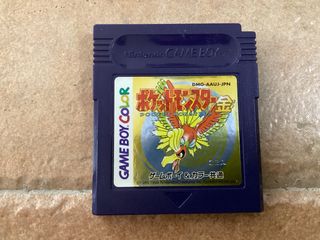 Nintendo GAME BOY
DMG-AAUJ-JPN
ポケットモンスター金
GAME BOY COLOR
ゲームボーイ&カラー共通